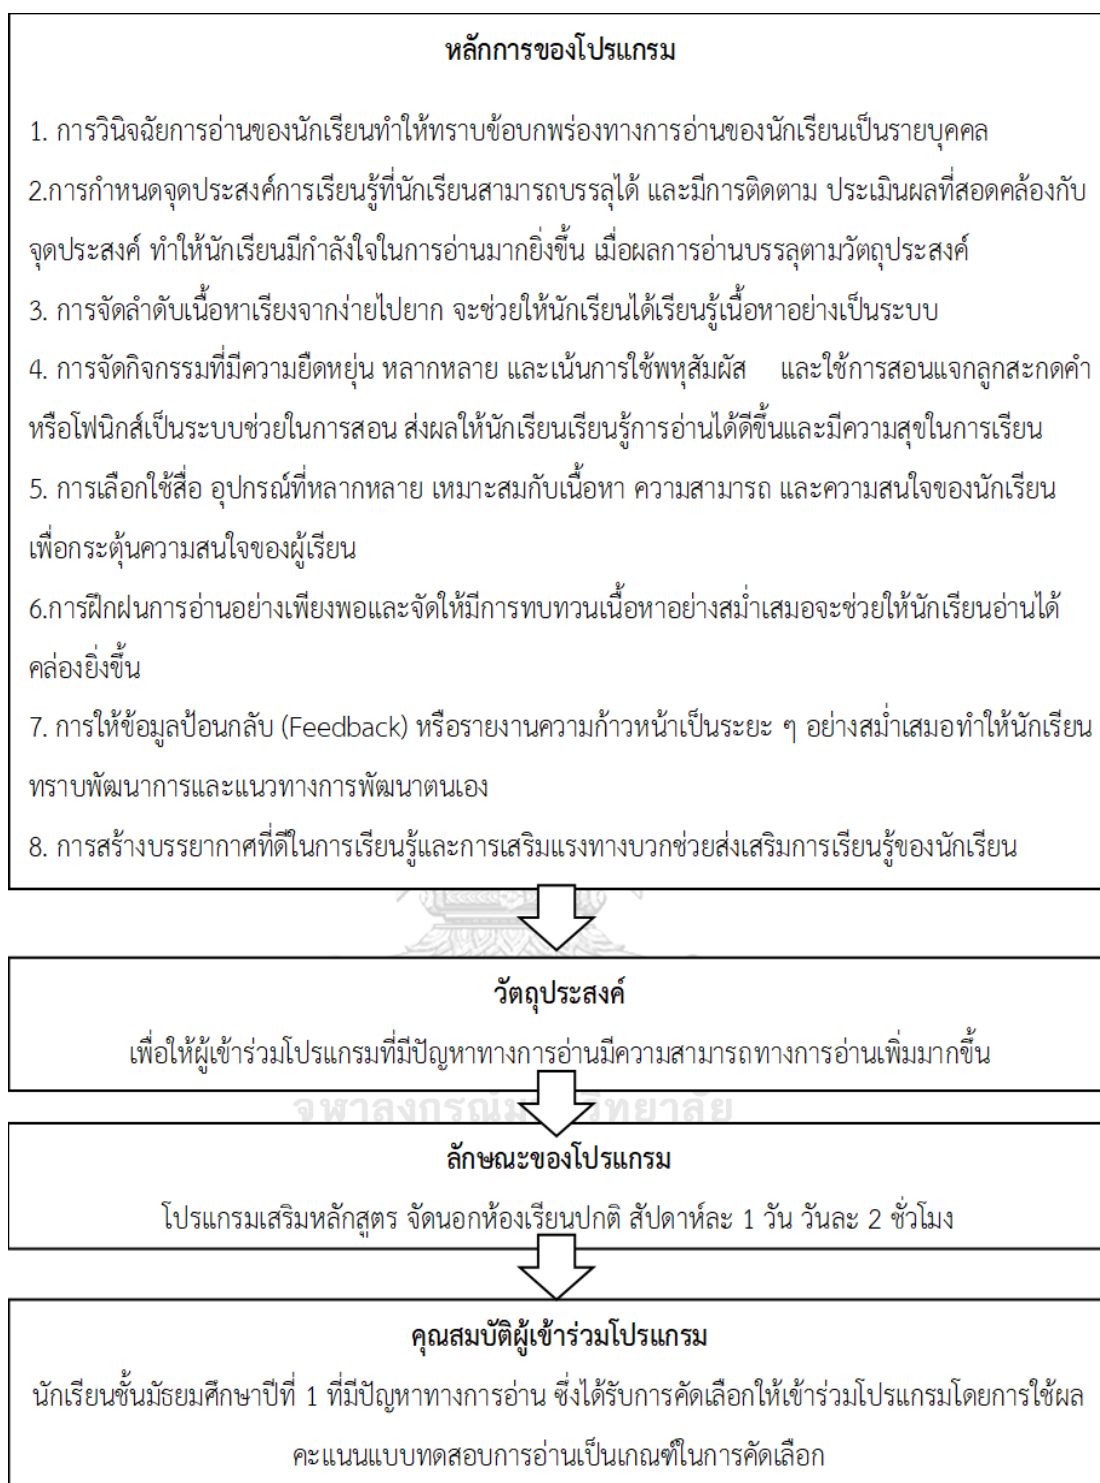 หลักการของโปรแกรม
1. การวินิจฉัยการอ่านของนักเรียนทำให้ทราบข้อบกพร่องทางการอ่านของนักเรียนเป็นรายบุคคล
2.การกำหนดจุดประสงค์การเรียนรู้ที่นักเรียนสามารถบรรลุได้ และมีการติดตาม ประเมินผลที่สอดคล้องกับ
จุดประสงค์ ทำให้นักเรียนมีกำลังใจในการอ่านมากยิ่งขึ้น เมื่อผลการอ่านบรรลุตามวัตถุประสงค์
3. การจัดลำดับเนื้อหาเรียงจากง่ายไปยาก จะช่วยให้นักเรียนได้เรียนรู้เนื้อหาอย่างเป็นระบบ
4. การจัดกิจกรรมที่มีความยืดหยุ่น หลากหลาย และเน้นการใช้พหุสัมผัส และใช้การสอนแจกลูกสะกดคำ
หรือโฟนิกส์เป็นระบบช่วยในการสอน ส่งผลให้นักเรียนเรียนรู้การอ่านได้ดีขึ้นและมีความสุขในการเรียน
5. การเลือกใช้สื่อ อุปกรณ์ที่หลากหลาย เหมาะสมกับเนื้อหา ความสามารถ และความสนใจของนักเรียน
เพื่อกระตุ้นความสนใจของผู้เรียน
6.การฝึกฝนการอ่านอย่างเพียงพอและจัดให้มีการทบทวนเนื้อหาอย่างสม่ำเสมอจะช่วยให้นักเรียนอ่านได้
คล่องยิ่งขึ้น
7. การให้ข้อมูลป้อนกลับ (Feedback) หรือรายงานความก้าวหน้าเป็นระยะ ๆ อย่างสม่ำเสมอทำให้นักเรียน
ทราบพัฒนาการและแนวทางการพัฒนาตนเอง
8. การสร้างบรรยากาศที่ดีในการเรียนรู้และการเสริมแรงทางบวกช่วยส่งเสริมการเรียนรู้ของนักเรียน
วัตถุประสงค์
เพื่อให้ผู้เข้าร่วมโปรแกรมที่มีปัญหาทางการอ่านมีความสามารถทางการอ่านเพิ่มมากขึ้น
ลักษณะของโปรแกรม
โปรแกรมเสริมหลักสูตร จัดนอกห้องเรียนปกติ สัปดาห์ละ 1 วัน วันละ 2 ชั่วโมง
คุณสมบัติผู้เข้าร่วมโปรแกรม
นักเรียนชั้นมัธยมศึกษาปีที่ 1 ที่มีปัญหาทางการอ่าน ซึ่งได้รับการคัดเลือกให้เข้าร่วมโปรแกรมโดยการใช้ผล
คะแนนแบบทดสอบการอ่านเป็นเกณฑ์ในการคัดเลือก